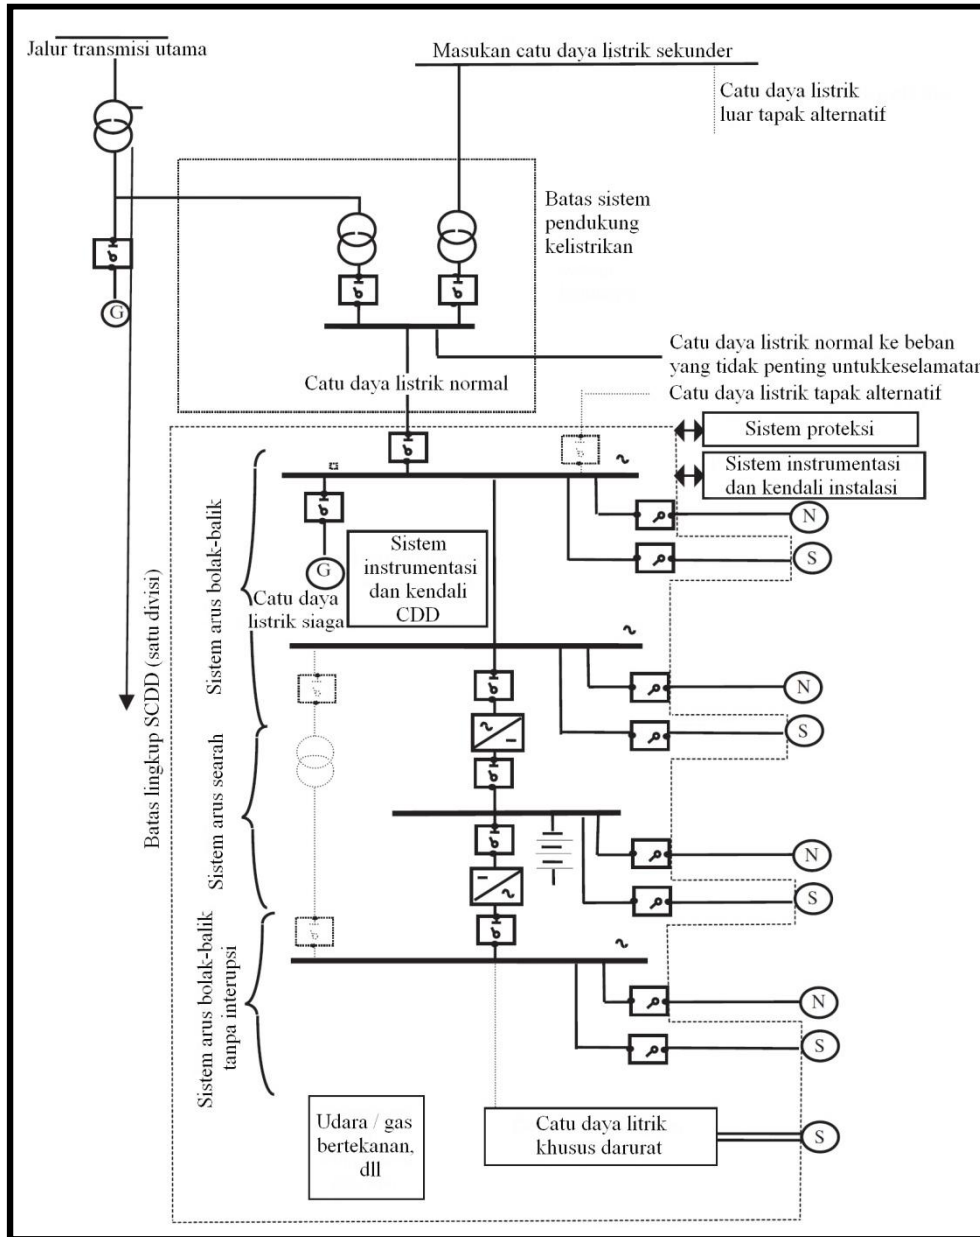 Jalur transmisi utama
Masukan catu daya listrik sekunder
Catu daya listrik
luar tapak alternatif
Batas sistem
pendukung
kelistrikan
G
Catu daya listrik normal ke beban
yang tidak penting untukkeselamatan
Catu daya listrik normal
Catu daya listrik tapak alternatif
Sistem proteksi
Sistem instrumentasi
dan kendali instalasi
N
S
Sistem
instrumentasi
dan kendali
CDD
G
Catu daya
listrik siaga
Sistem arus bolak-balik
Batas lingkup SCDD (satu divisi)
N
S
Sistem arus searah
N
S
Sistem arus bolak-balik
tanpa interupsi
N
S
Udara / gas
bertekanan,
dll
Catu daya litrik
khusus darurat
S